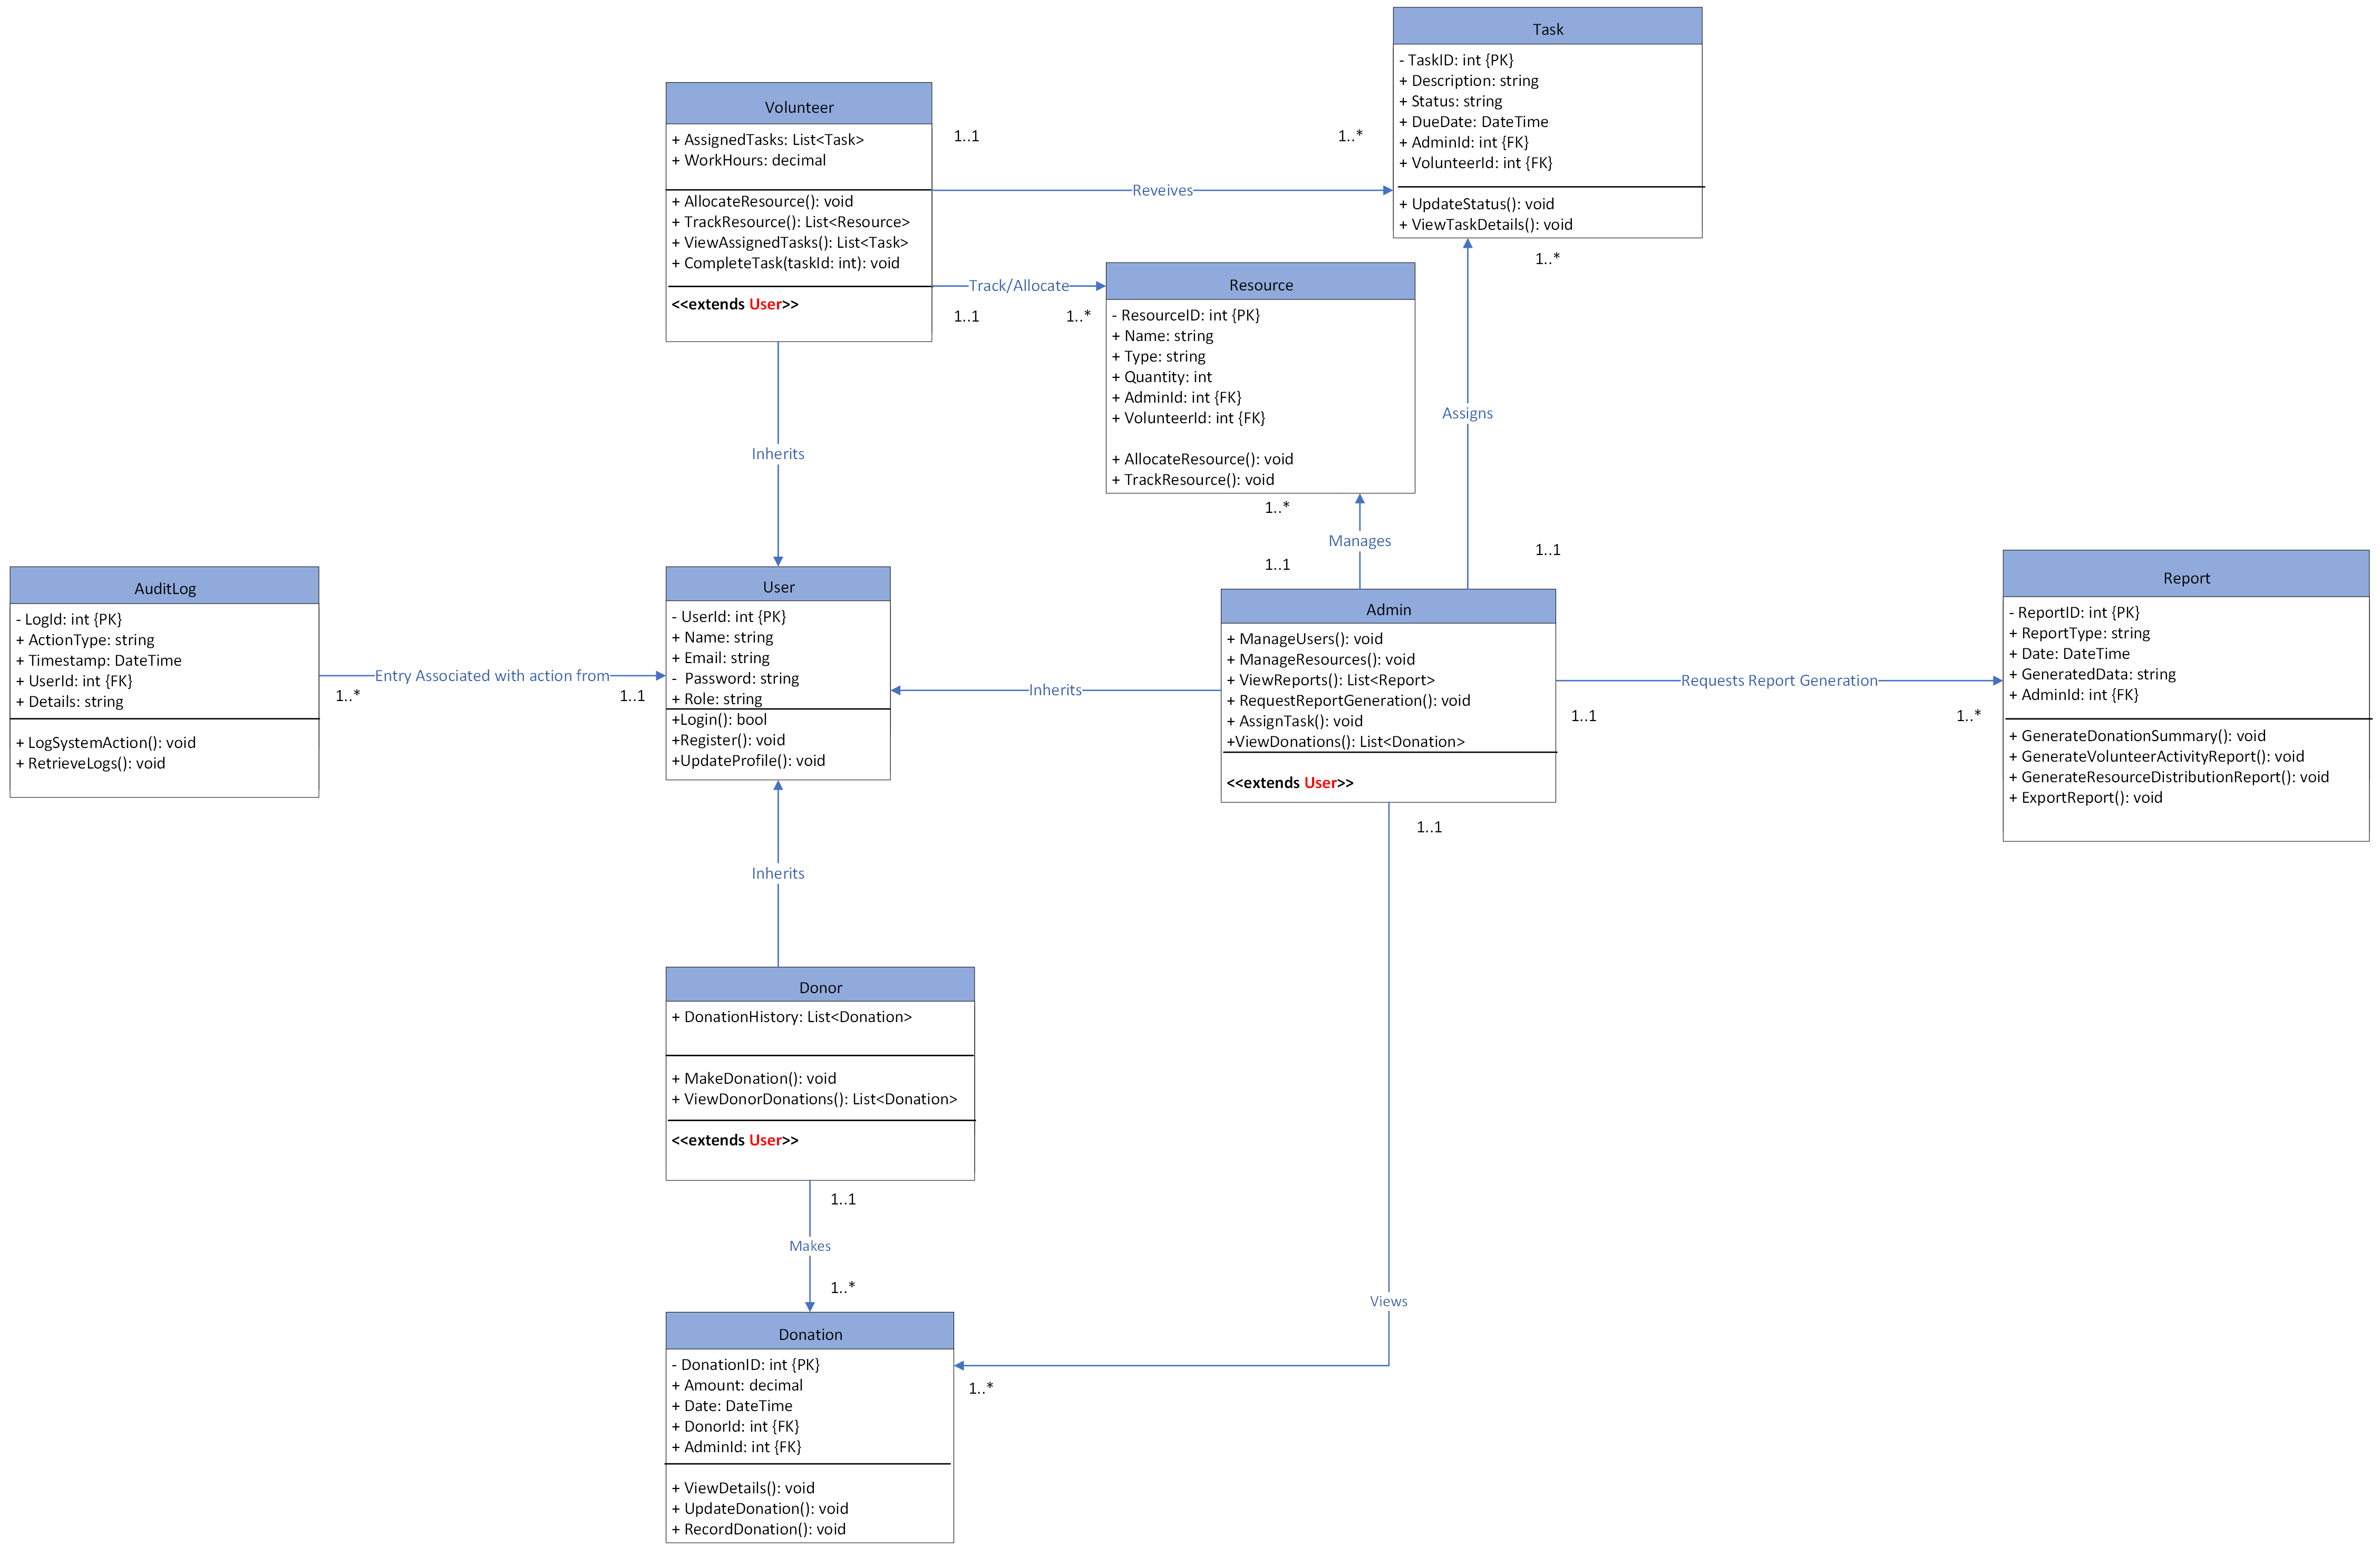 Task
- TaskID: int {PK}
+ Description: string
+ Status: string
+ DueDate: DateTime
+ AdminId: int {FK}
+ VolunteerId: int {FK}
+ UpdateStatus(): void
+ ViewTaskDetails(): void
Volunteer
+ AssignedTasks: List<Task>
+ WorkHours: decimal
+ AllocateResource(): void
+ TrackResource(): List<Resource>
+ ViewAssignedTasks(): List<Task>
+ CompleteTask(taskId: int): void
<<extends User>>
1..1
1..*
Reveives
Track/Allocate
1..1
1..*
1..*
Resource
- ResourceID: int {PK}
+ Name: string
+ Type: string
+ Quantity: int
+ AdminId: int {FK}
+ VolunteerId: int {FK}
+ AllocateResource(): void
+ TrackResource(): void
Assigns
Inherits
1..*
Manages
1..1
1..1
AuditLog
- LogId: int {PK}
+ ActionType: string
+ Timestamp: DateTime
+ UserId: int {FK}
+ Details: string
+ LogSystemAction(): void
+ RetrieveLogs(): void
Entry Associated with action from
1..*
1..1
User
- UserId: int {PK}
+ Name: string
+ Email: string
-  Password: string
+ Role: string
+Login(): bool
+Register(): void
+UpdateProfile(): void
Inherits
Admin
+ ManageUsers(): void
+ ManageResources(): void
+ ViewReports(): List<Report>
+ RequestReportGeneration(): void
+ AssignTask(): void
+ViewDonations(): List<Donation>
<<extends User>>
Requests Report Generation
1..1
1..*
Report
- ReportID: int {PK}
+ ReportType: string
+ Date: DateTime
+ GeneratedData: string
+ AdminId: int {FK}
+ GenerateDonationSummary(): void
+ GenerateVolunteerActivityReport(): void
+ GenerateResourceDistributionReport(): void
+ ExportReport(): void
1..1
Inherits
Donor
+ DonationHistory: List<Donation>
+ MakeDonation(): void
+ ViewDonorDonations(): List<Donation>
<<extends User>>
1..1
Makes
1..*
Views
Donation
- DonationID: int {PK}
+ Amount: decimal
+ Date: DateTime
+ DonorId: int {FK}
+ AdminId: int {FK}
+ ViewDetails(): void
+ UpdateDonation(): void
+ RecordDonation(): void
1..*